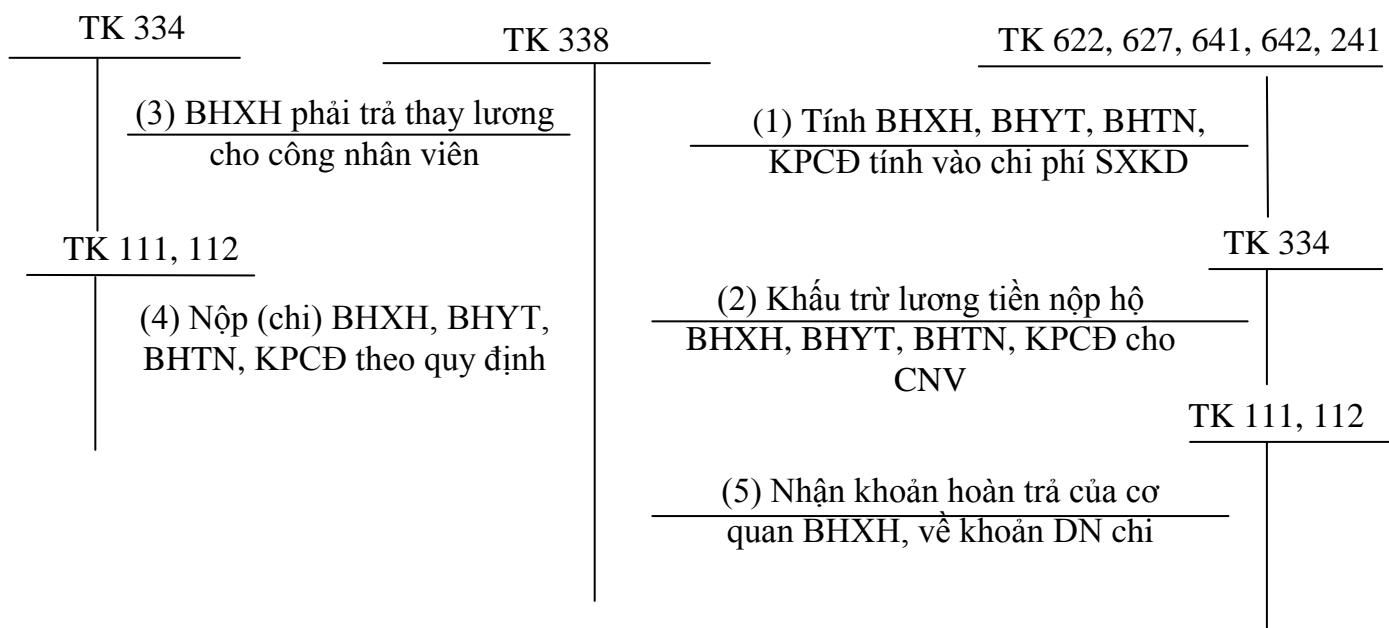 TK 334
TK 338
TK 622, 627, 641, 642, 241
(3) BHXH phải trả thay lương
cho công nhân viên
(1) Tính BHXH, BHYT, BHTN,
KPCĐ tính vào chi phí SXKD
TK 111, 112
TK 334
(4) Nộp (chi) BHXH, BHYT,
BHTN, KPCĐ theo quy định
(2) Khấu trừ lương tiền nộp hộ
BHXH, BHYT, BHTN, KPCĐ cho
CNV
TK 111, 112
(5) Nhận khoản hoàn trả của cơ
quan BHXH, về khoản DN chi